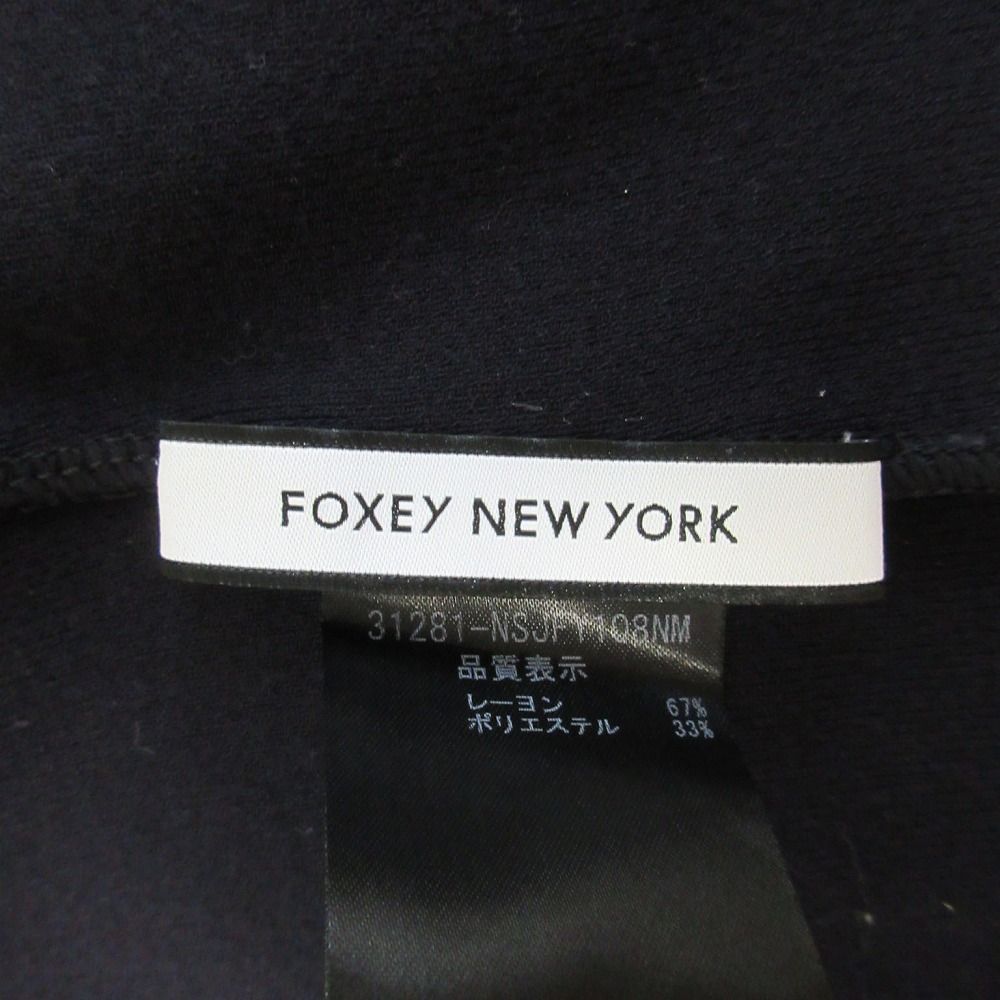 FOXEY NEW YORK
31281-NSJF1108NM
品質表示
レーヨン 67%
ポリエステル 33%